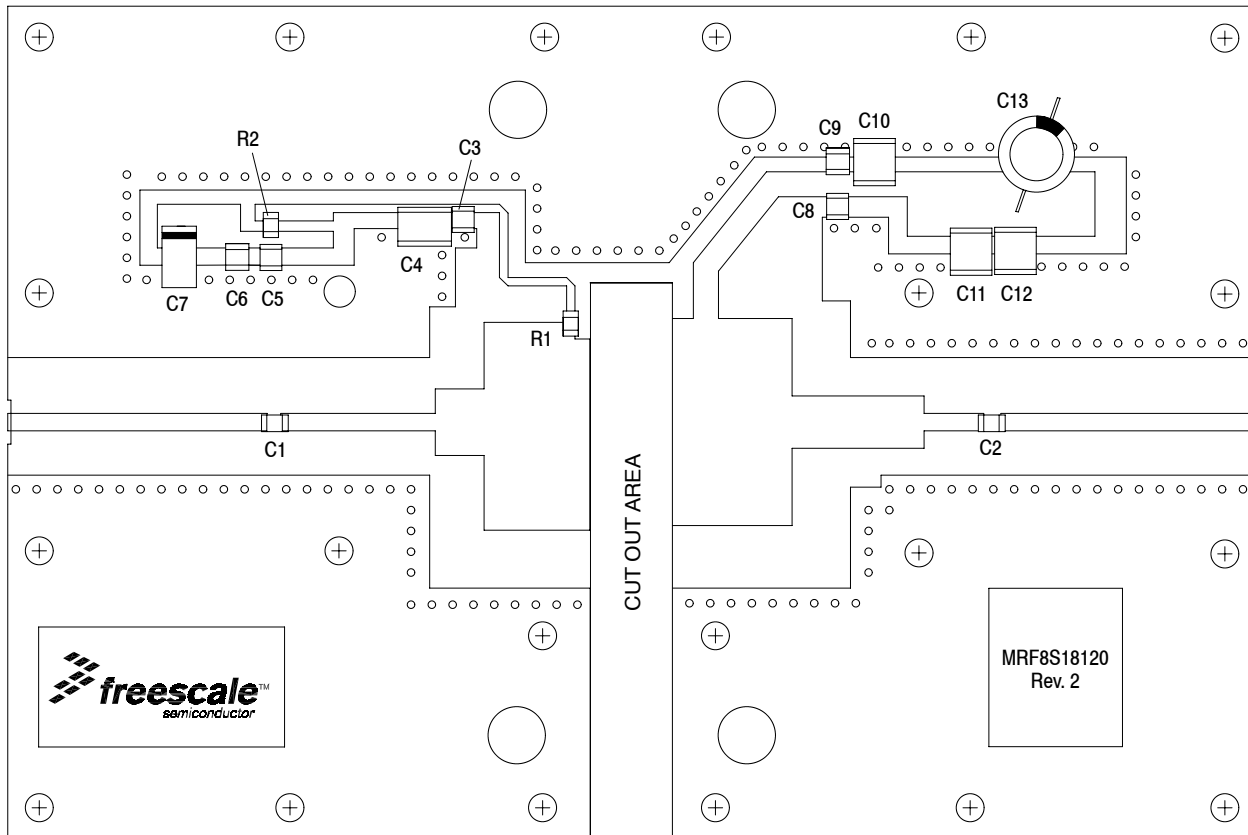 C13
C9 C10
R2
C3
C8
C4
C7 C6 C5
C11 C12
R1
C1
C2
CUT OUT AREA
MRF8S18120
Rev. 2
freescale™
semiconductor